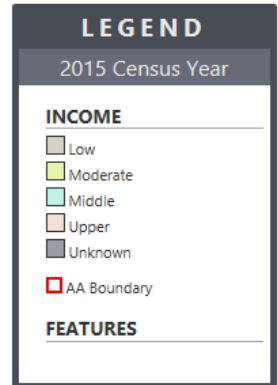 LEGEND
2015 Census Year
INCOME
Low
Moderate
Middle
Upper
Unknown
AA Boundary
FEATURES